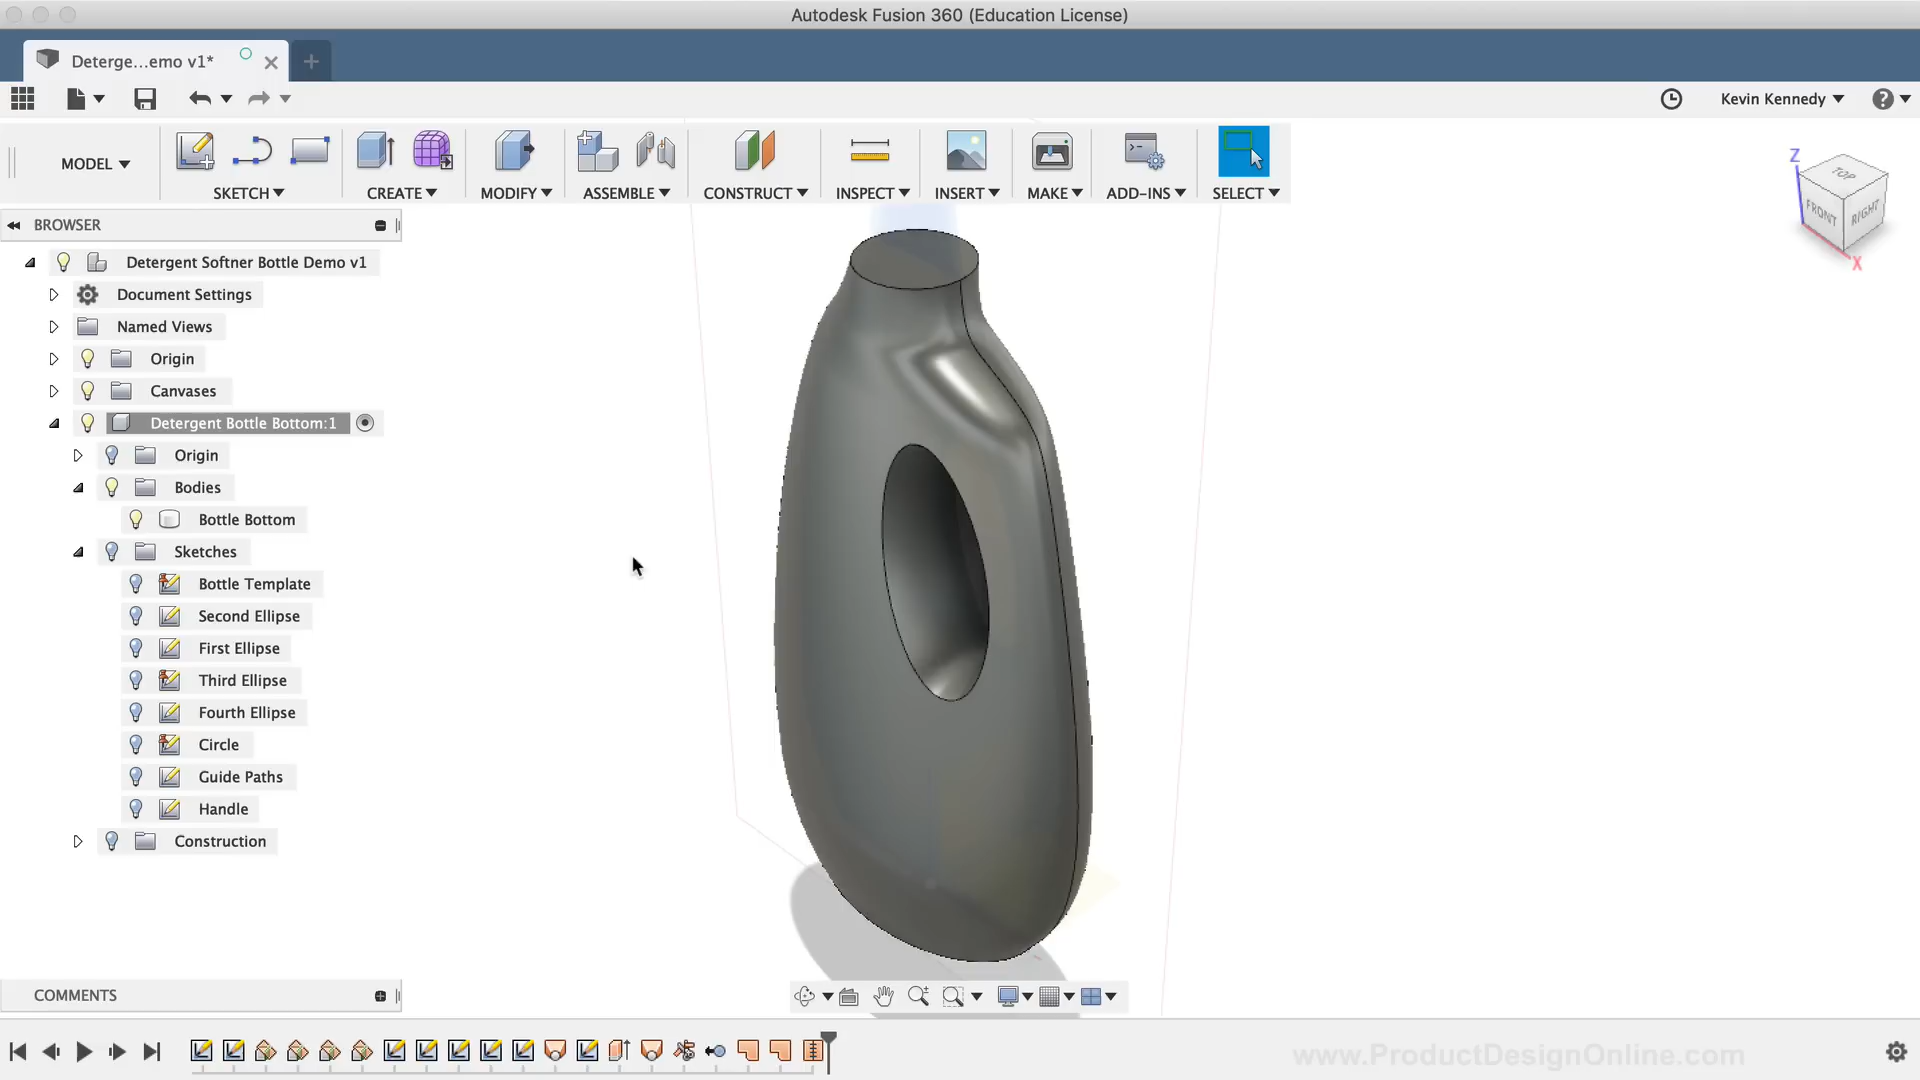 Autodesk Fusion 360 (Education License)
Deterge...emo v1*
Kevin Kennedy
MODEL
SKETCH
CREATE
MODIFY
ASSEMBLE
CONSTRUCT
INSPECT
INSERT
MAKE
ADD-INS
SELECT
Z
TOP
FRONT
RIGHT
X
BROWSER
Detergent Softner Bottle Demo v1
Document Settings
Named Views
Origin
Canvases
Detergent Bottle Bottom:1
Origin
Bodies
Bottle Bottom
Sketches
Bottle Template
Second Ellipse
First Ellipse
Third Ellipse
Fourth Ellipse
Circle
Guide Paths
Handle
Construction
COMMENTS
www.ProductDesignOnline.com